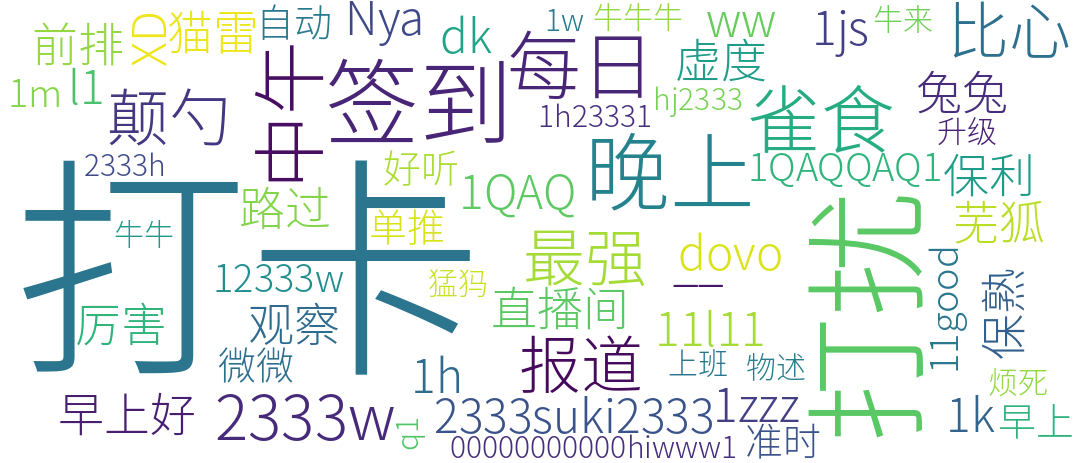 前排
XD
猫雷
自动
Nya
dk
1w
牛牛牛
ww
1js
牛来
比心
1m
l1
颠勺
中午
签到
每日
虚度
hj2333
1h23331
雀食
兔兔
升级
2333h
好听
路过
1QAQ
晚上
1QAQQAQ1
保利
打卡
牛牛
单推
打扰
芜狐
最强
dovo
12333w
猛犸
厉害
观察
直播间
__
11good
保熟
微微
1h
报道
11l11
上班
物述
烦死
早上好
2333w
q1
2333suki2333
1zzz
准时
1k
早上
00000000000hiwww1